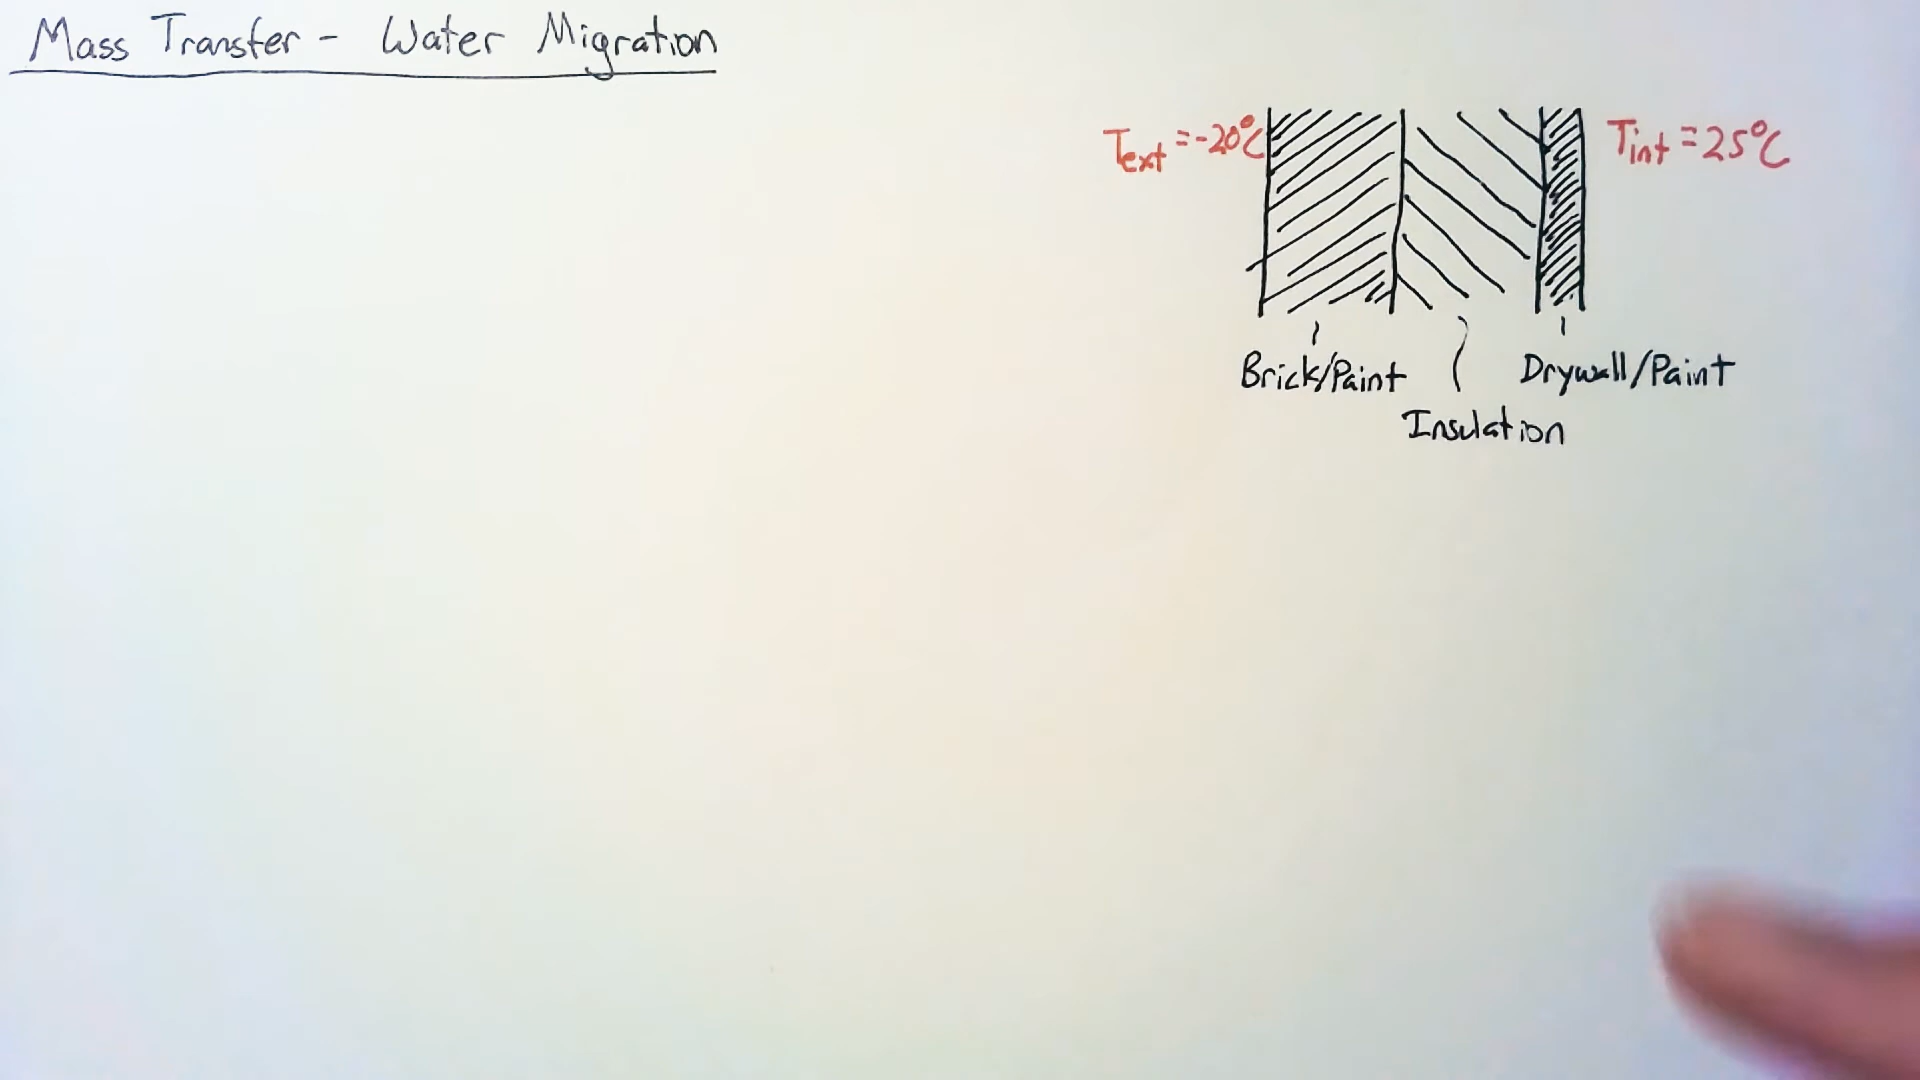 Mass Transfer - Water Migration
Text = -20°C
Tint = 25°C
Brick/Paint
Drywall/Paint
Insulation